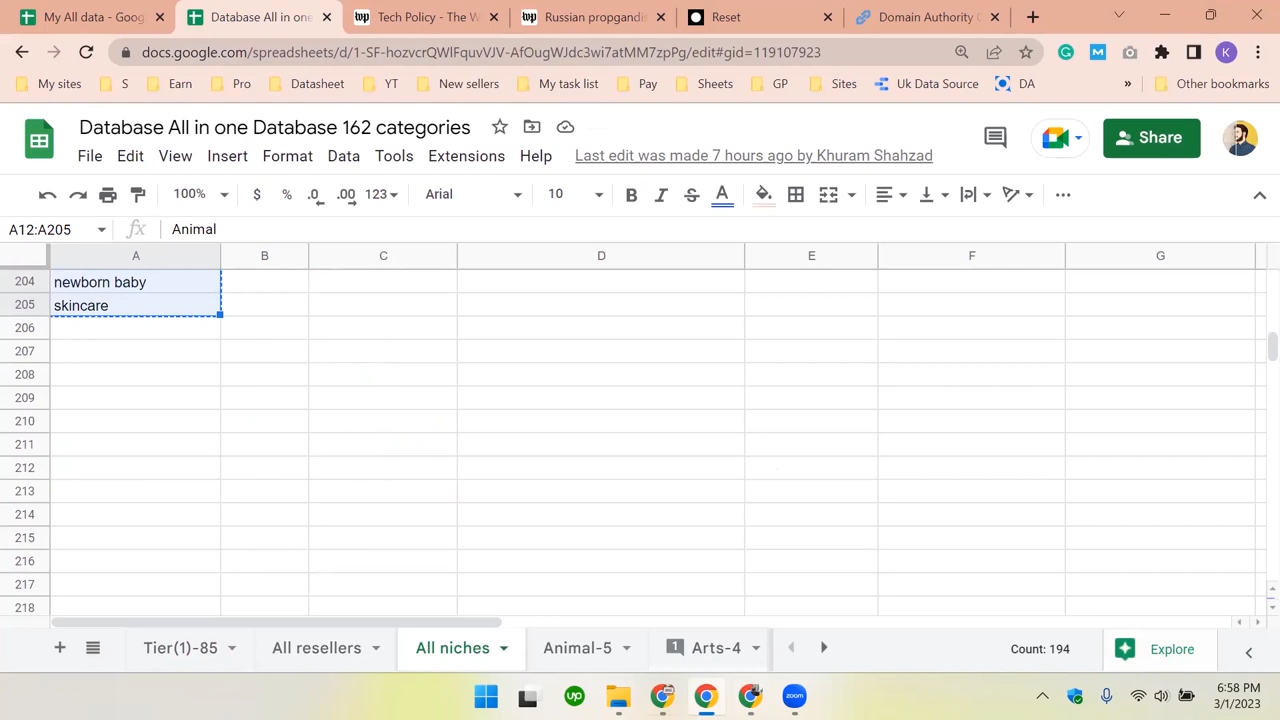 My All data - Goog
Database All in one
Tech Policy - The W
Russian propgandis
Reset
Domain Authority C
docs.google.com/spreadsheets/d/1-SF-hozvcrQWlFquvVJV-AfOugWJdc3wi7atMM7zpPg/edit#gid=119107923
My sites
S
Earn
Pro
Datasheet
YT
New sellers
My task list
Pay
Sheets
GP
Sites
Uk Data Source
DA
»
Other bookmarks
Database All in one Database 162 categories
Share
File Edit View Insert Format Data Tools Extensions Help
Last edit was made 7 hours ago by Khuram Shahzad
100% $ % .0 .00 123 Arial 10 B I S A
A12:A205 fx Animal
A B C D E F G
204 newborn baby
205 skincare
206
207
208
209
210
211
212
213
214
215
216
217
218
+ Tier(1)-85 All resellers All niches Animal-5 1 Arts-4 Count: 194 Explore
up
zoom
6:58 PM
3/1/2023